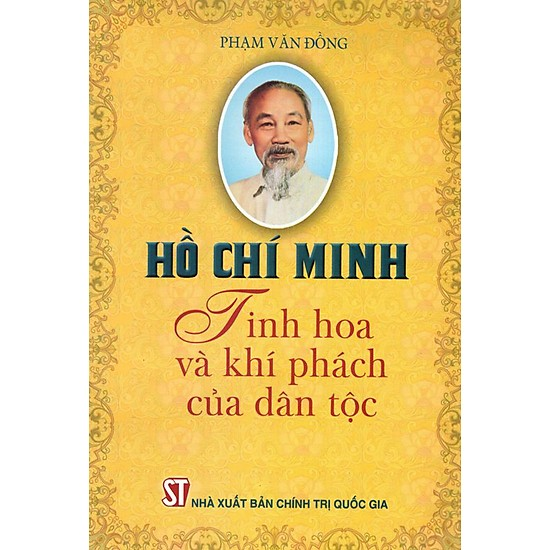 PHẠM VĂN ĐỒNG
HỒ CHÍ MINH
Tinh hoa
và khí phách
của dân tộc
ST NHÀ XUẤT BẢN CHÍNH TRỊ QUỐC GIA